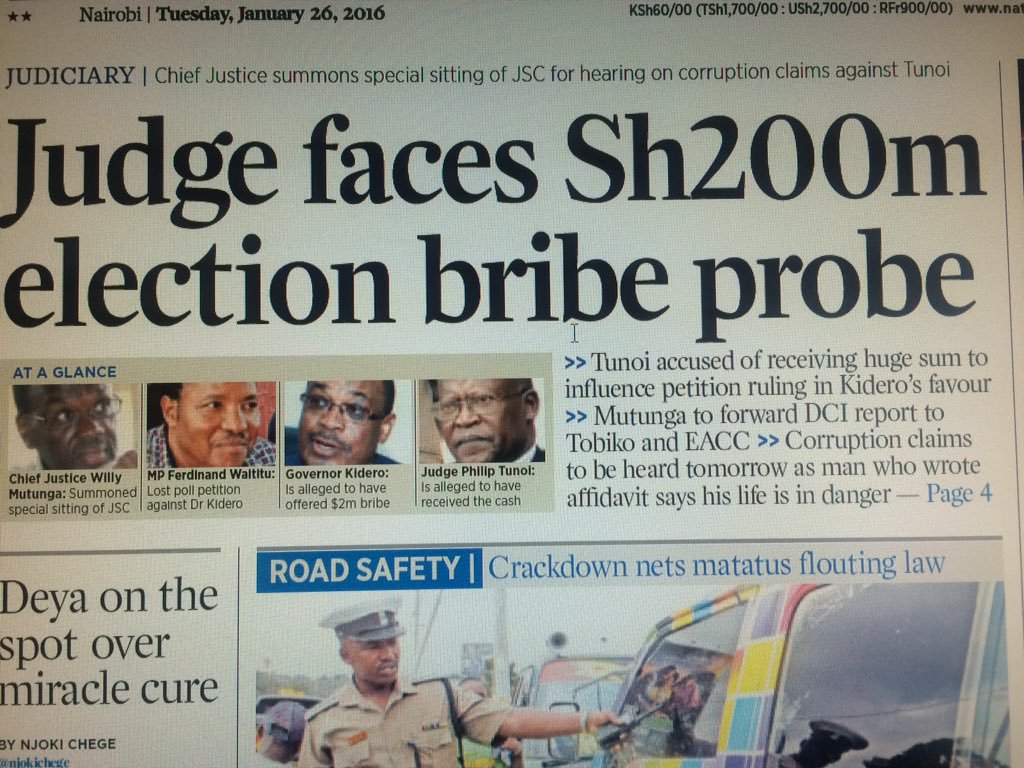 ★★ Nairobi | Tuesday, January 26, 2016
KSh60/00 (TSh1,700/00 : USh2,700/00 : RFr900/00) www.nat
JUDICIARY | Chief Justice summons special sitting of JSC for hearing on corruption claims against Tunoi
Judge faces Sh200m
election bribe probe
AT A GLANCE
Chief Justice Willy
Mutunga: Summoned
special sitting of JSC
MP Ferdinand Waititu:
Lost poll petition
against Dr Kidero
Governor Kidero:
Is alleged to have
offered $2m bribe
Judge Philip Tunoi:
Is alleged to have
received the cash
>> Tunoi accused of receiving huge sum to
influence petition ruling in Kidero's favour
>> Mutunga to forward DCI report to
Tobiko and EACC >> Corruption claims
to be heard tomorrow as man who wrote
affidavit says his life is in danger — Page 4
Deya on the
spot over
miracle cure
BY NJOKI CHEGE
@njokichege
ROAD SAFETY | Crackdown nets matatus flouting law